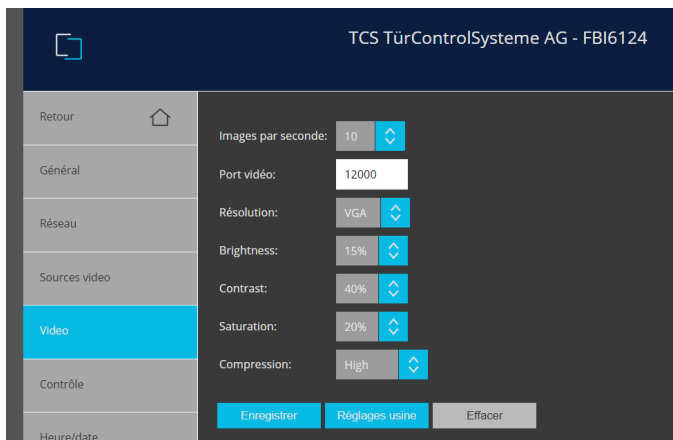 TCS TürControlSysteme AG - FBI6124
Retour
Général
Réseau
Sources video
Video
Contrôle
Heure/date
Images par seconde: 10
Port vidéo: 12000
Résolution: VGA
Brightness: 15%
Contrast: 40%
Saturation: 20%
Compression: High
Enregistrer Réglages usine Effacer